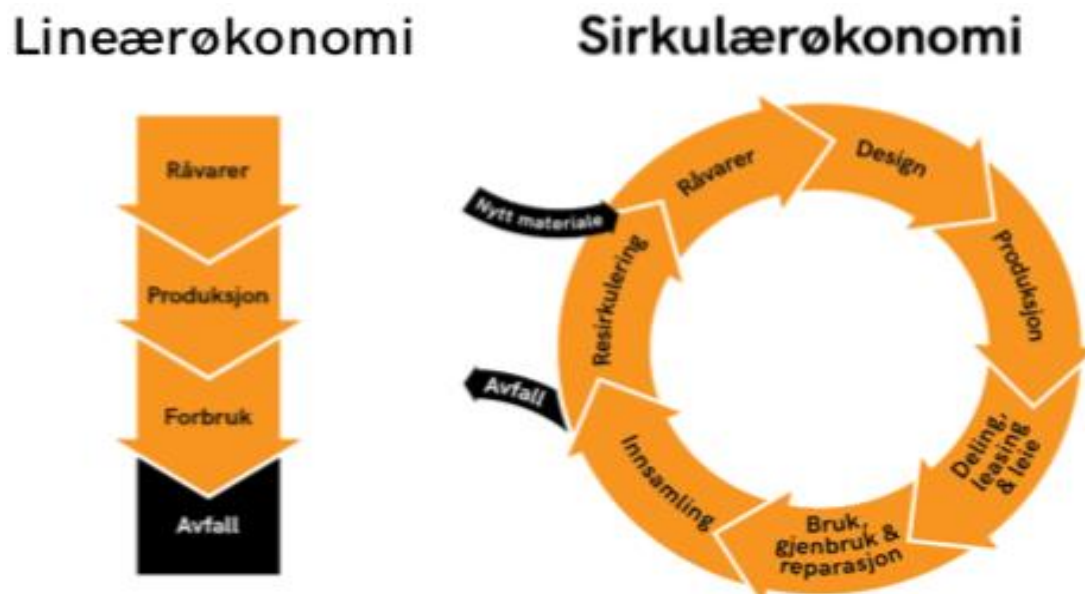 Lineærøkonomi
Råvarer
Produksjon
Forbruk
Avfall
Sirkulærøkonomi
Råvarer
Design
Produksjon
Deling,
leasing
& leie
Bruk,
gjenbruk &
reparasjon
Innsamling
Avfall
Resirkulering
Nytt materiale